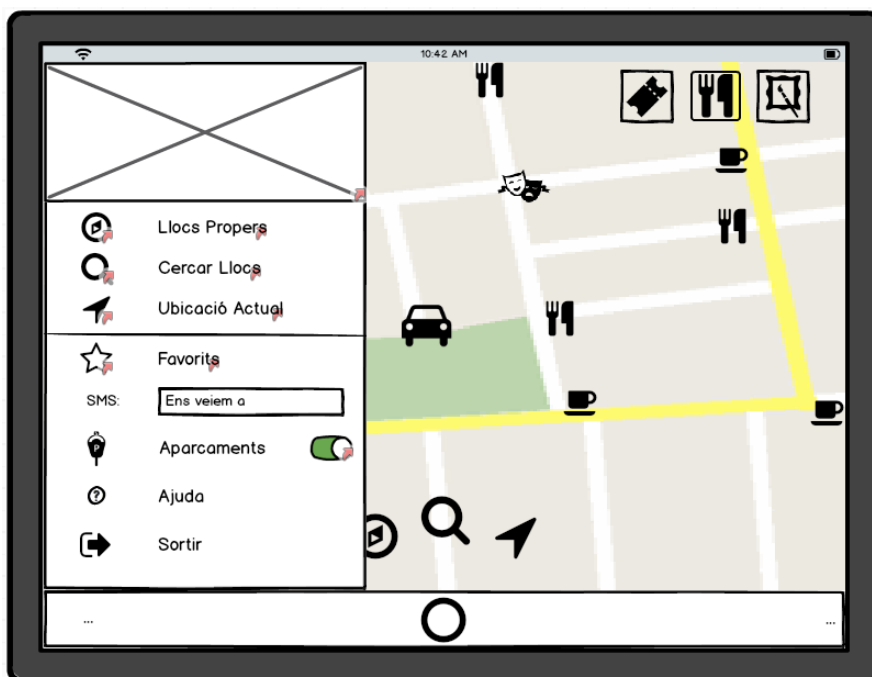 10:42 AM
Llocs Propers
Cercar Llocs
Ubicació Actual
Favorits
SMS:
Ens veiem a
P
Aparcaments
?
Ajuda
Sortir
...
...